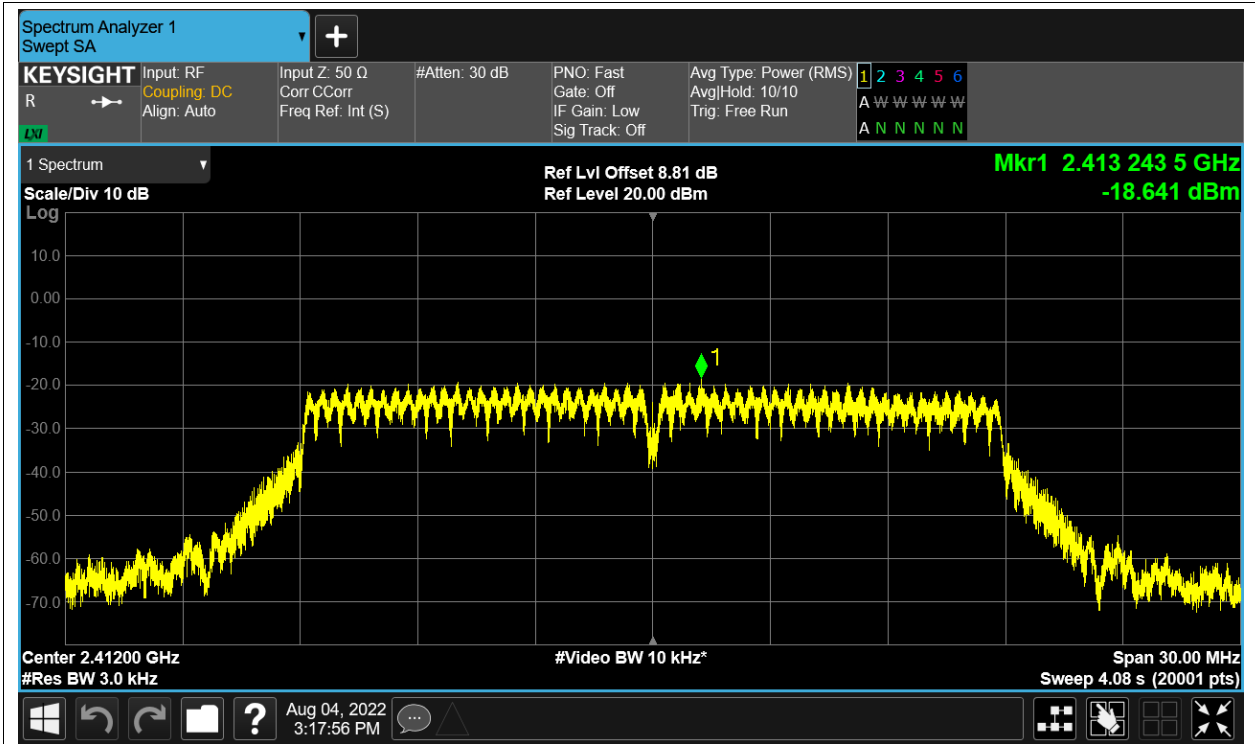 Spectrum Analyzer 1
Swept SA
KEYSIGHT
R
LXI
Input: RF
Coupling: DC
Align: Auto
Input Z: 50 Ω
Corr CCorr
Freq Ref: Int (S)
#Atten: 30 dB
PNO: Fast
Gate: Off
IF Gain: Low
Sig Track: Off
Avg Type: Power (RMS)
Avg|Hold: 10/10
Trig: Free Run
1 2 3 4 5 6
A W W W W W
A N N N N N
1 Spectrum
Scale/Div 10 dB
Ref Lvl Offset 8.81 dB
Ref Level 20.00 dBm
Mkr1 2.413 243 5 GHz
-18.641 dBm
Log
10.0
0.00
-10.0
1
-20.0
-30.0
-40.0
-50.0
-60.0
-70.0
Center 2.41200 GHz
#Video BW 10 kHz*
Span 30.00 MHz
#Res BW 3.0 kHz
Sweep 4.08 s (20001 pts)
?
Aug 04, 2022
3:17:56 PM